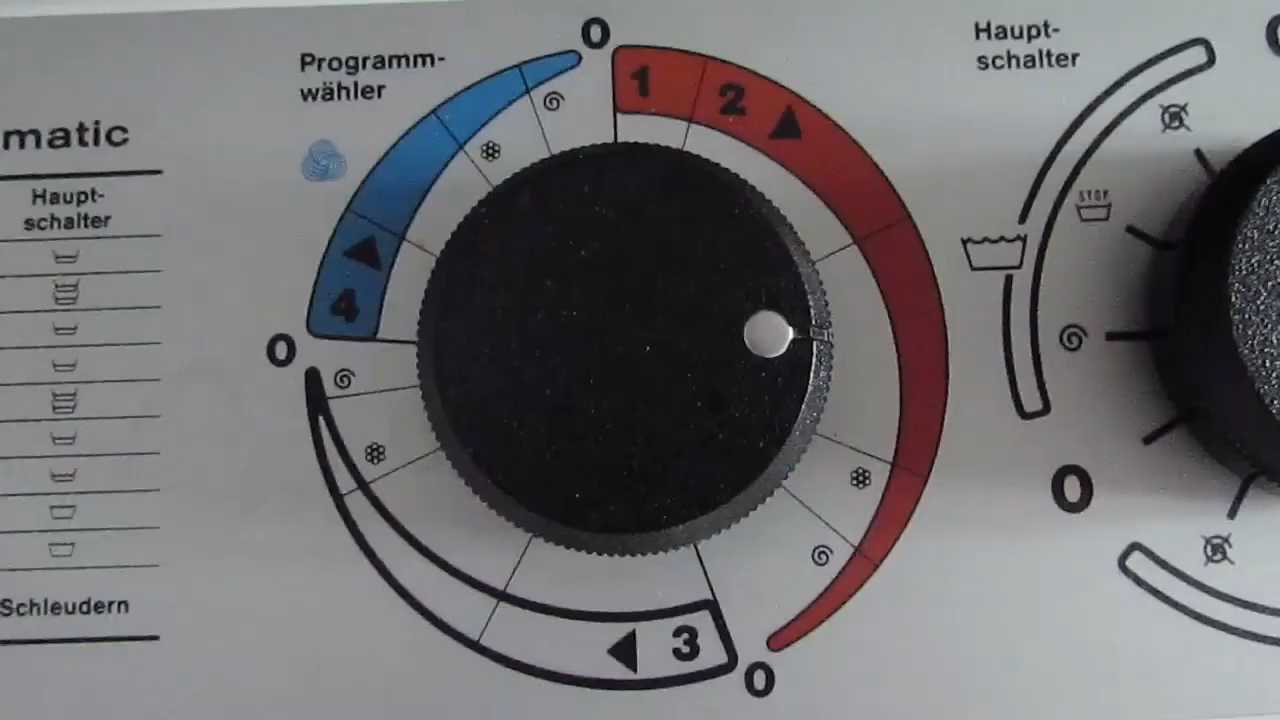 matic
Haupt-
schalter
Schleudern
Programm-
wähler
0
1
2
4
0
3
0
Haupt-
schalter
STOP
0